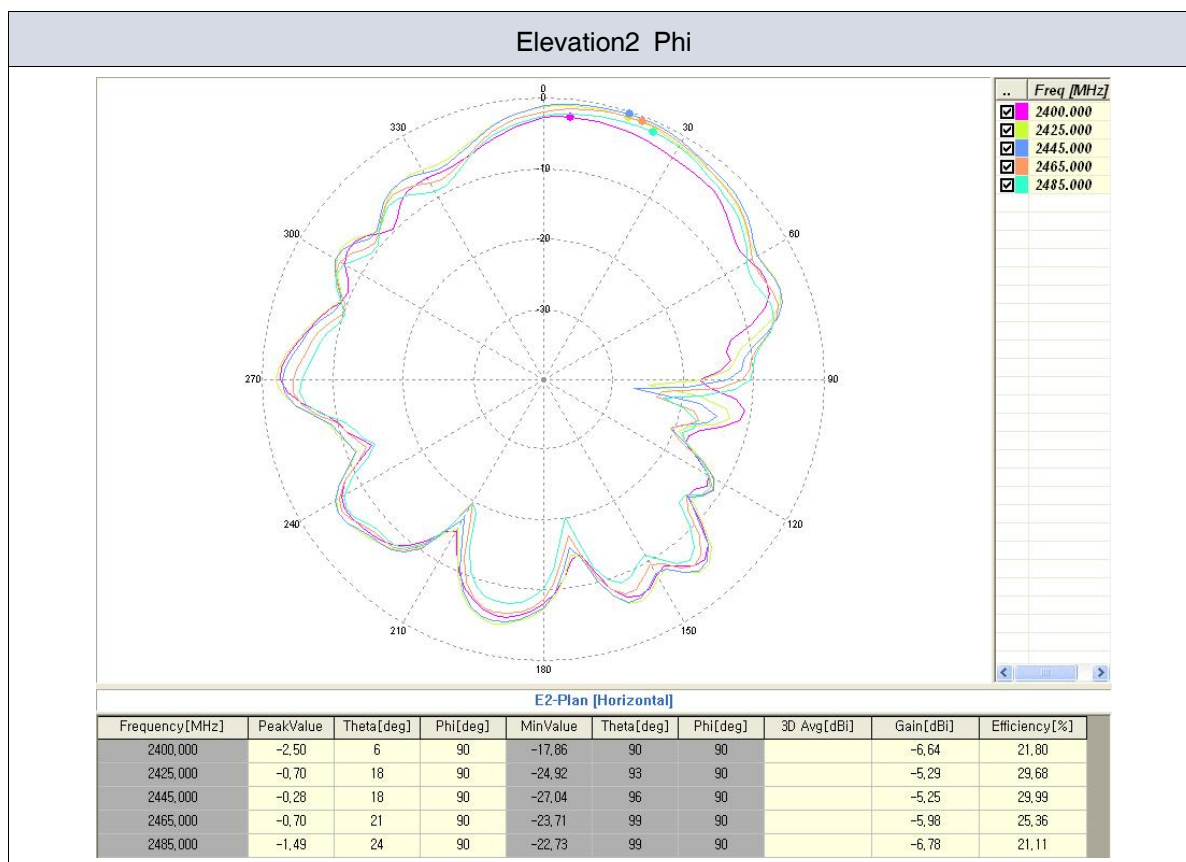 Elevation2 Phi
0
0
330
30
-10
300
-20
60
-30
270
90
240
120
210
150
180
.. Freq [MHz]
2400.000
2425.000
2445.000
2465.000
2485.000
E2-Plan [Horizontal]
Frequency[MHz] PeakValue Theta[deg] Phi[deg] MinValue Theta[deg] Phi[deg] 3D Avg[dBi] Gain[dBi] Efficiency[%]
2400,000 -2,50 6 90 -17,86 90 90 -6,64 21,80
2425,000 -0,70 18 90 -24,92 93 90 -5,29 29,68
2445,000 -0,28 18 90 -27,04 96 90 -5,25 29,99
2465,000 -0,70 21 90 -23,71 99 90 -5,98 25,36
2485,000 -1,49 24 90 -22,73 99 90 -6,78 21,11